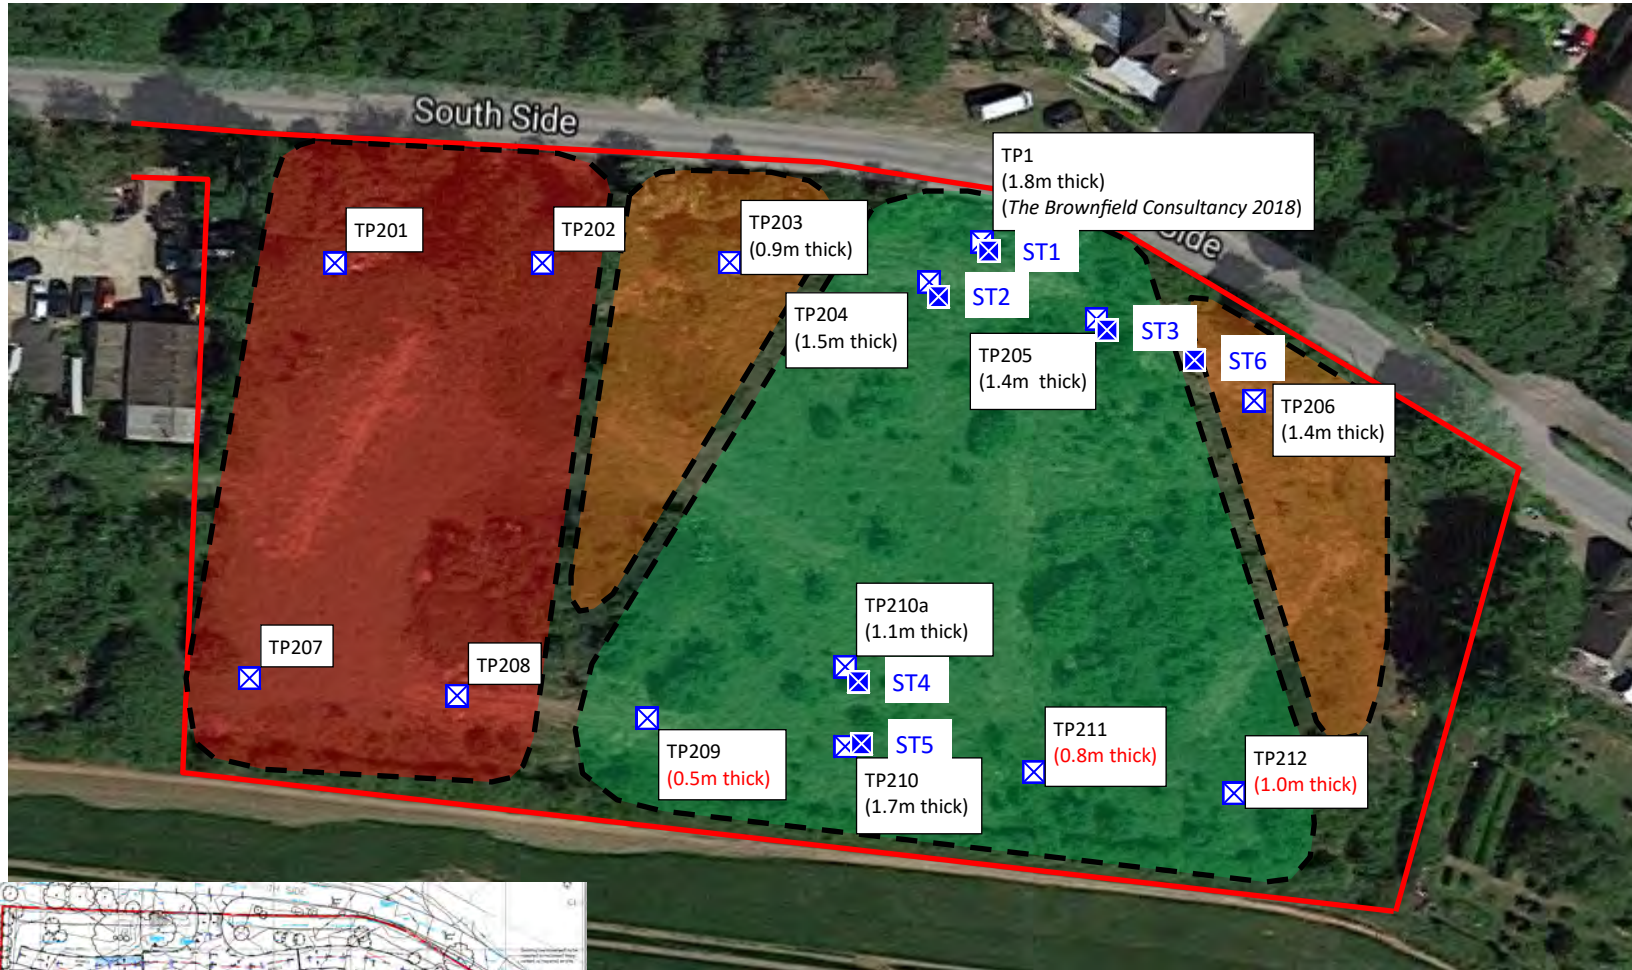 South Side
TP1
(1.8m thick)
(The Brownfield Consultancy 2018)
Side
TP201
TP202
TP203
(0.9m thick)
ST1
ST2
TP204
(1.5m thick)
ST3
TP205
(1.4m thick)
ST6
TP206
(1.4m thick)
TP207
TP208
TP210a
(1.1m thick)
ST4
TP209
(0.5m thick)
ST5
TP210
(1.7m thick)
TP211
(0.8m thick)
TP212
(1.0m thick)